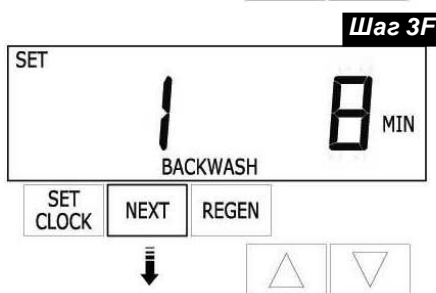 Шаг 3F
SET
1 8 MIN
BACKWASH
SET CLOCK NEXT REGEN